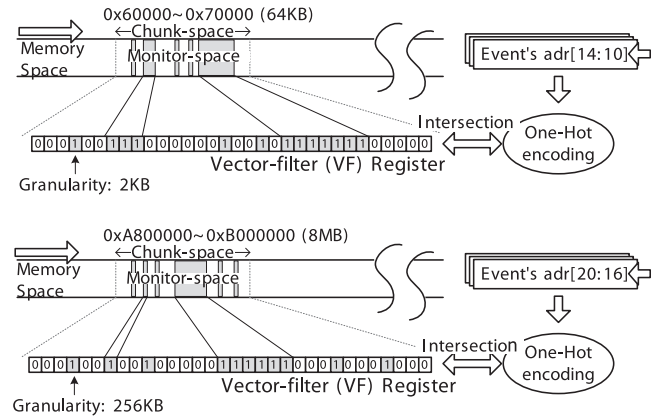 0x60000~0x70000 (64KB)
Chunk-space
Memory
Space
Monitor-space
Event's adr[14:10]
Intersection
One-Hot
encoding
Vector-filter (VF) Register
Granularity: 2KB
0xA800000~0xB000000 (8MB)
Chunk-space
Memory
Space
Monitor-space
Event's adr[20:16]
Intersection
One-Hot
encoding
Vector-filter (VF) Register
Granularity: 256KB